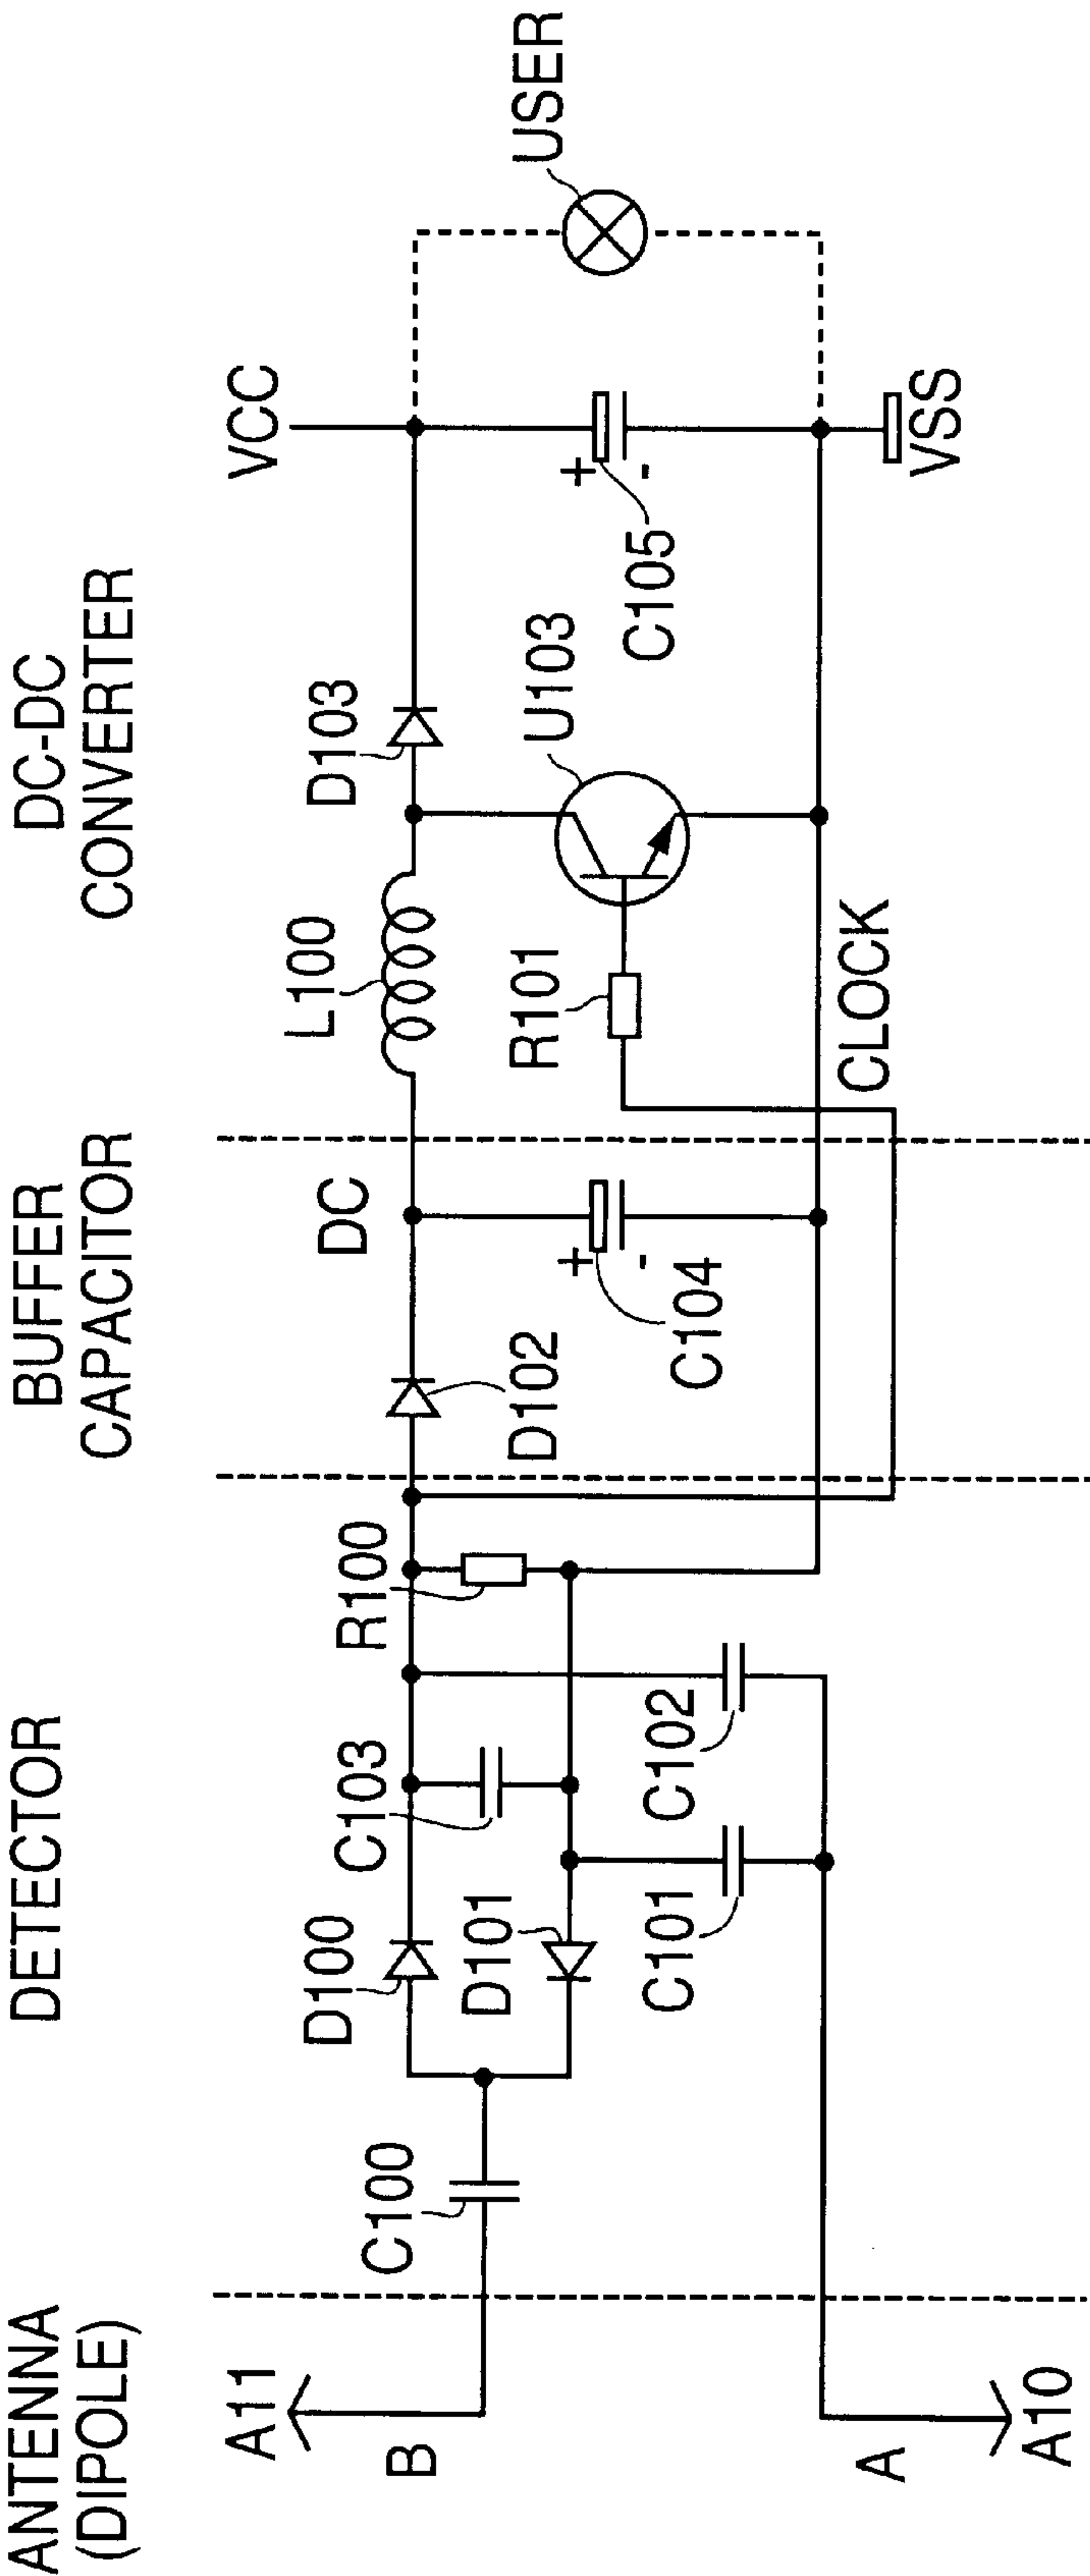 ANTENNA
(DIPOLE)
DETECTOR
BUFFER
CAPACITOR
DC-DC
CONVERTER
A11
B
A
A10
C100
D100
D101
C103
C101
C102
R100
D102
DC
+
-
C104
L100
R101
CLOCK
D103
U103
VCC
+
-
C105
VSS
USER